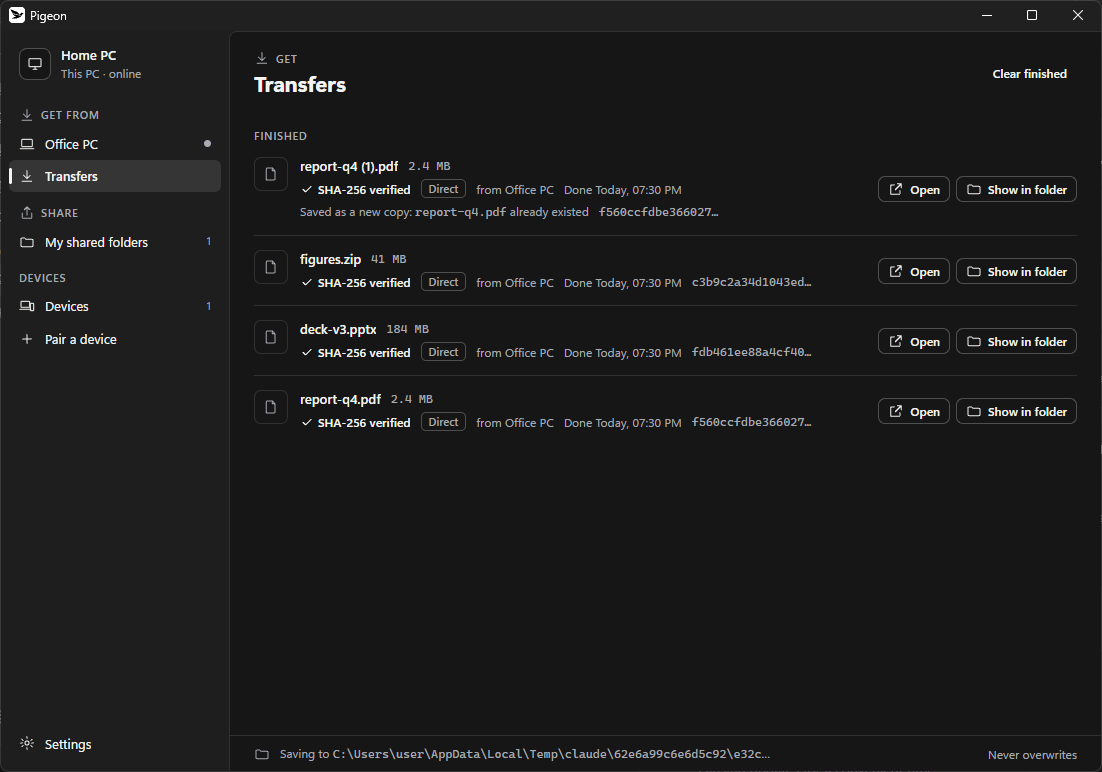 Pigeon
Home PC
This PC · online
GET FROM
Office PC
Transfers
SHARE
My shared folders 1
DEVICES
Devices 1
Pair a device
Settings
GET
Transfers
Clear finished
FINISHED
report-q4 (1).pdf 2.4 MB
SHA-256 verified Direct from Office PC Done Today, 07:30 PM
Saved as a new copy: report-q4.pdf already existed f560ccfdbe366027…
Open Show in folder
figures.zip 41 MB
SHA-256 verified Direct from Office PC Done Today, 07:30 PM c3b9c2a34d1043ed…
Open Show in folder
deck-v3.pptx 184 MB
SHA-256 verified Direct from Office PC Done Today, 07:30 PM fdb461ee88a4cf40…
Open Show in folder
report-q4.pdf 2.4 MB
SHA-256 verified Direct from Office PC Done Today, 07:30 PM f560ccfdbe366027…
Open Show in folder
Saving to C:\Users\user\AppData\Local\Temp\claude\62e6a99c6e6d5c92\e32c…
Never overwrites